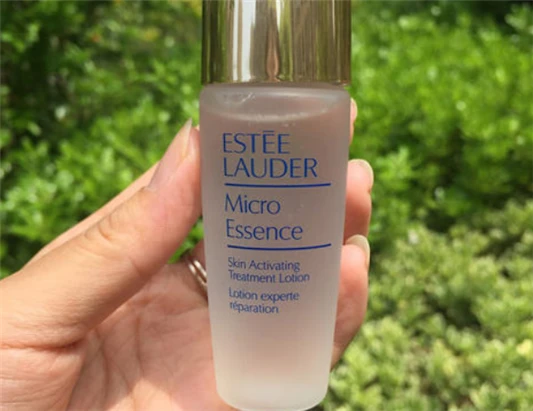 ESTĒE
LAUDER
Micro
Essence
Skin Activating
Treatment Lotion
Lotion experte
réparation